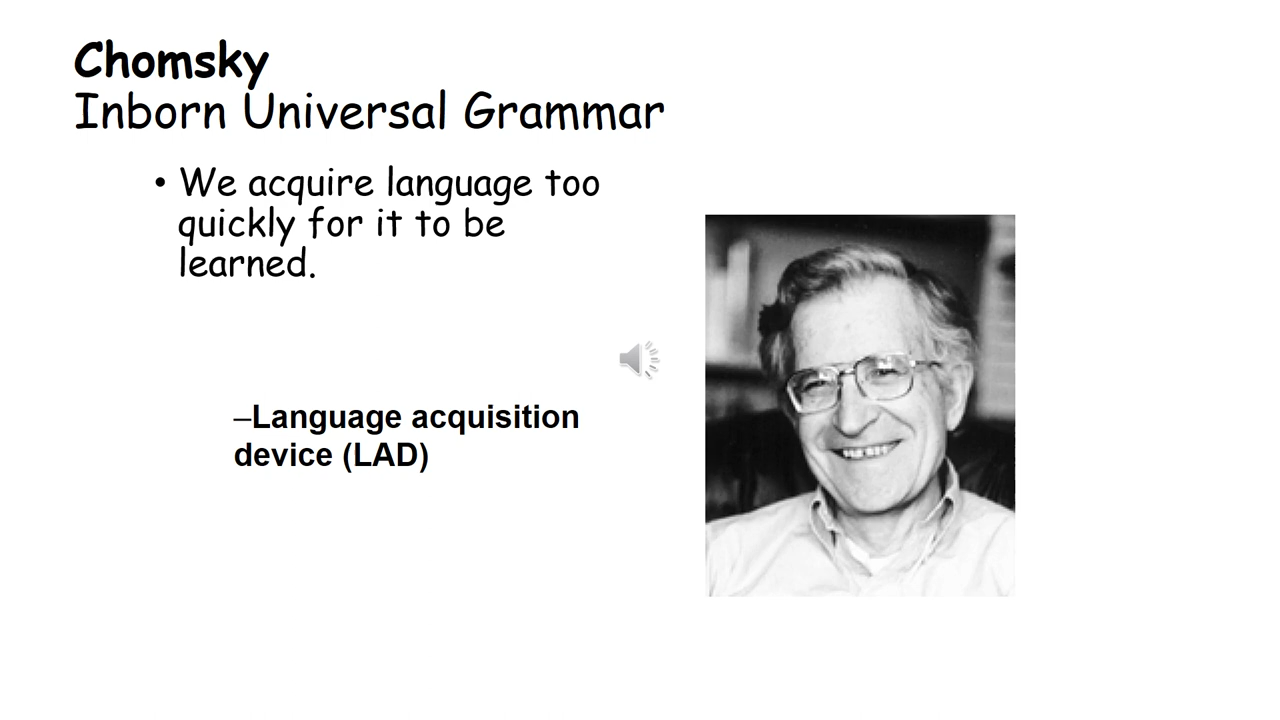 Chomsky
Inborn Universal Grammar
• We acquire language too
quickly for it to be
learned.
–Language acquisition
device (LAD)